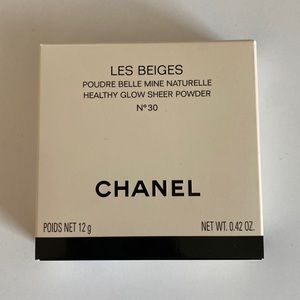 LES BEIGES
POUDRE BELLE MINE NATURELLE
HEALTHY GLOW SHEER POWDER
N°30
CHANEL
POIDS NET 12 g NET WT. 0.42 OZ.